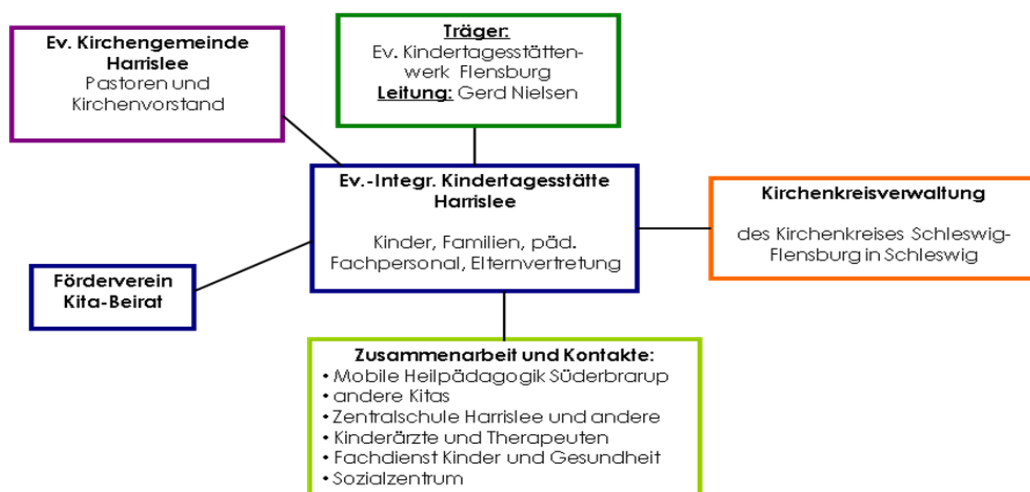 Ev. Kirchengemeinde
Harrislee
Pastoren und
Kirchenvorstand
Träger:
Ev. Kindertagesstätten-
werk Flensburg
Leitung: Gerd Nielsen
Ev.-Integr. Kindertagesstätte
Harrislee
Kinder, Familien, päd.
Fachpersonal, Elternvertretung
Kirchenkreisverwaltung
des Kirchenkreises Schleswig-
Flensburg in Schleswig
Förderverein
Kita-Beirat
Zusammenarbeit und Kontakte:
• Mobile Heilpädagogik Süderbrarup
• andere Kitas
• Zentralschule Harrislee und andere
• Kinderärzte und Therapeuten
• Fachdienst Kinder und Gesundheit
• Sozialzentrum